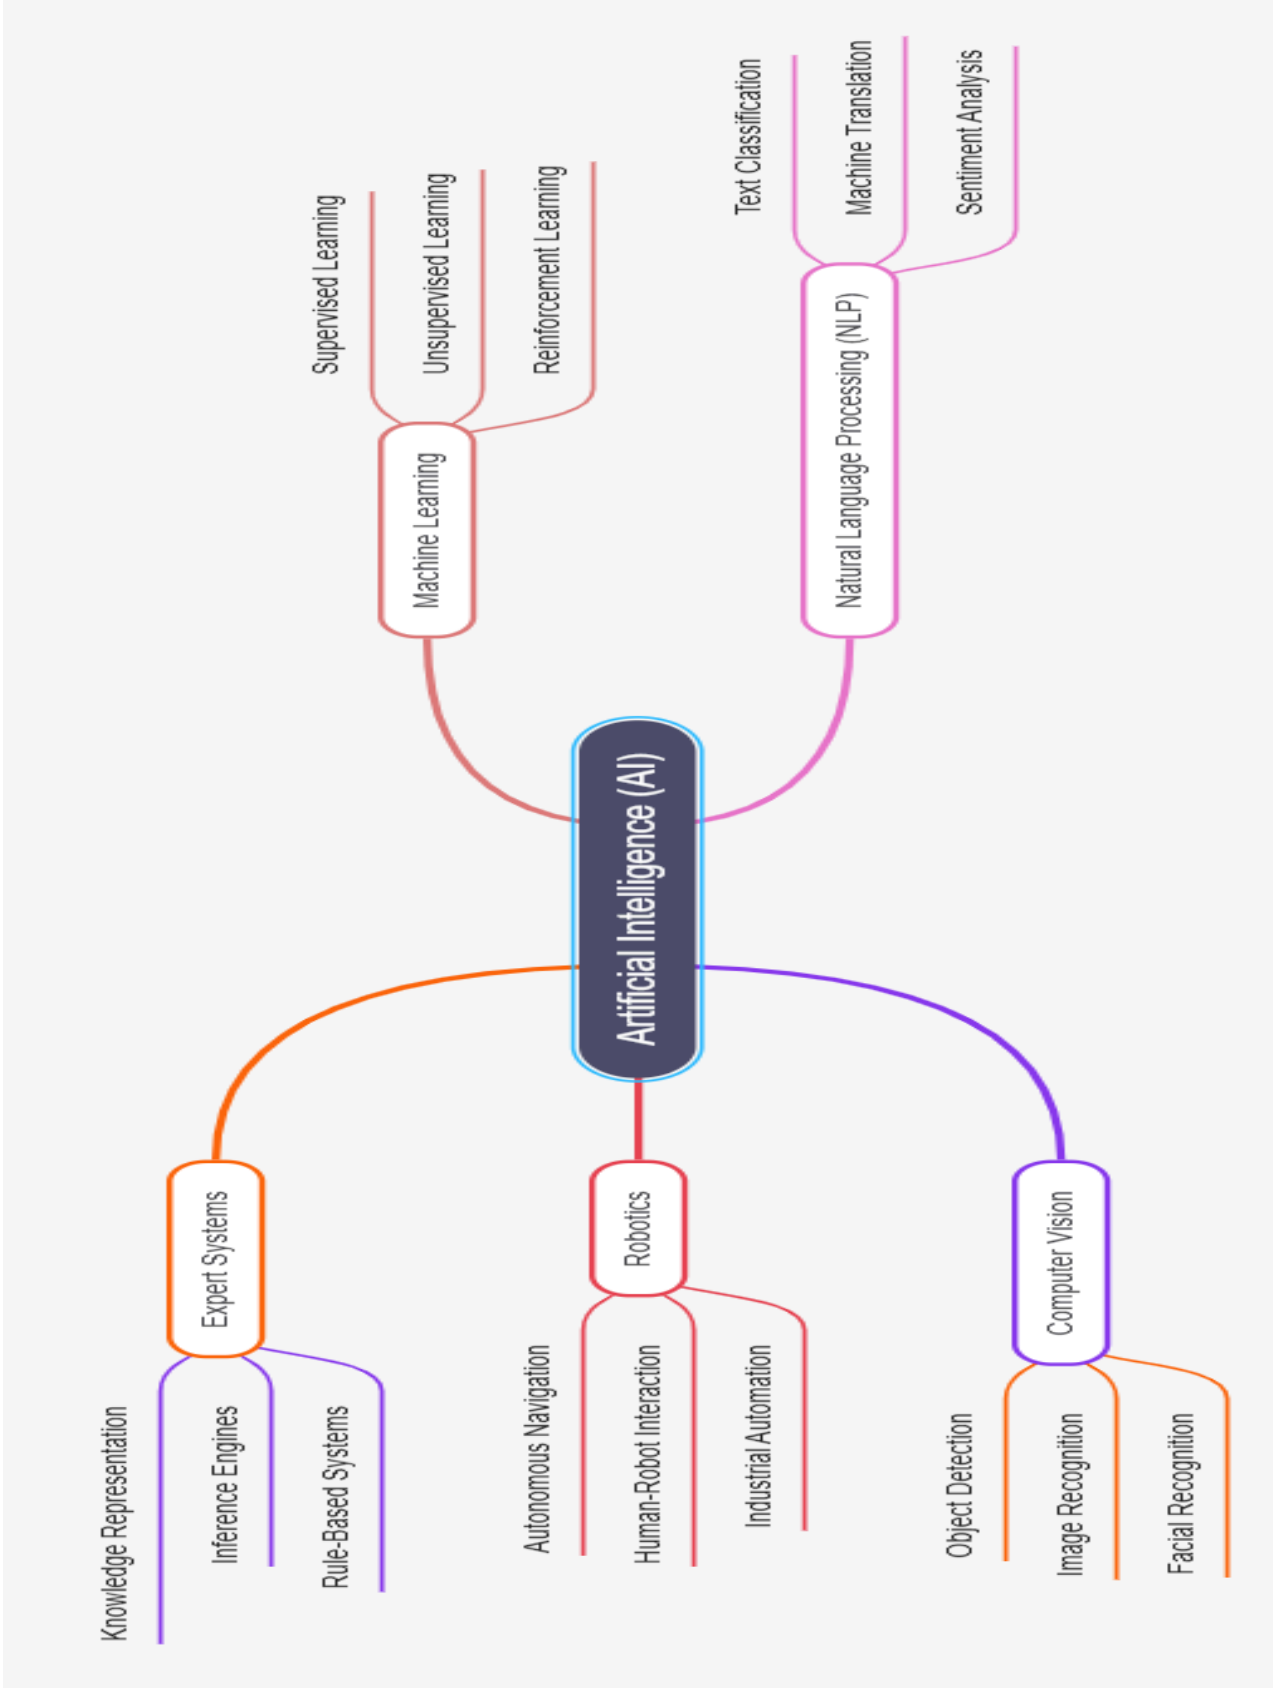 Artificial Intelligence (AI)
Machine Learning
Supervised Learning
Unsupervised Learning
Reinforcement Learning
Natural Language Processing (NLP)
Text Classification
Machine Translation
Sentiment Analysis
Expert Systems
Knowledge Representation
Inference Engines
Rule-Based Systems
Robotics
Autonomous Navigation
Human-Robot Interaction
Industrial Automation
Computer Vision
Object Detection
Image Recognition
Facial Recognition